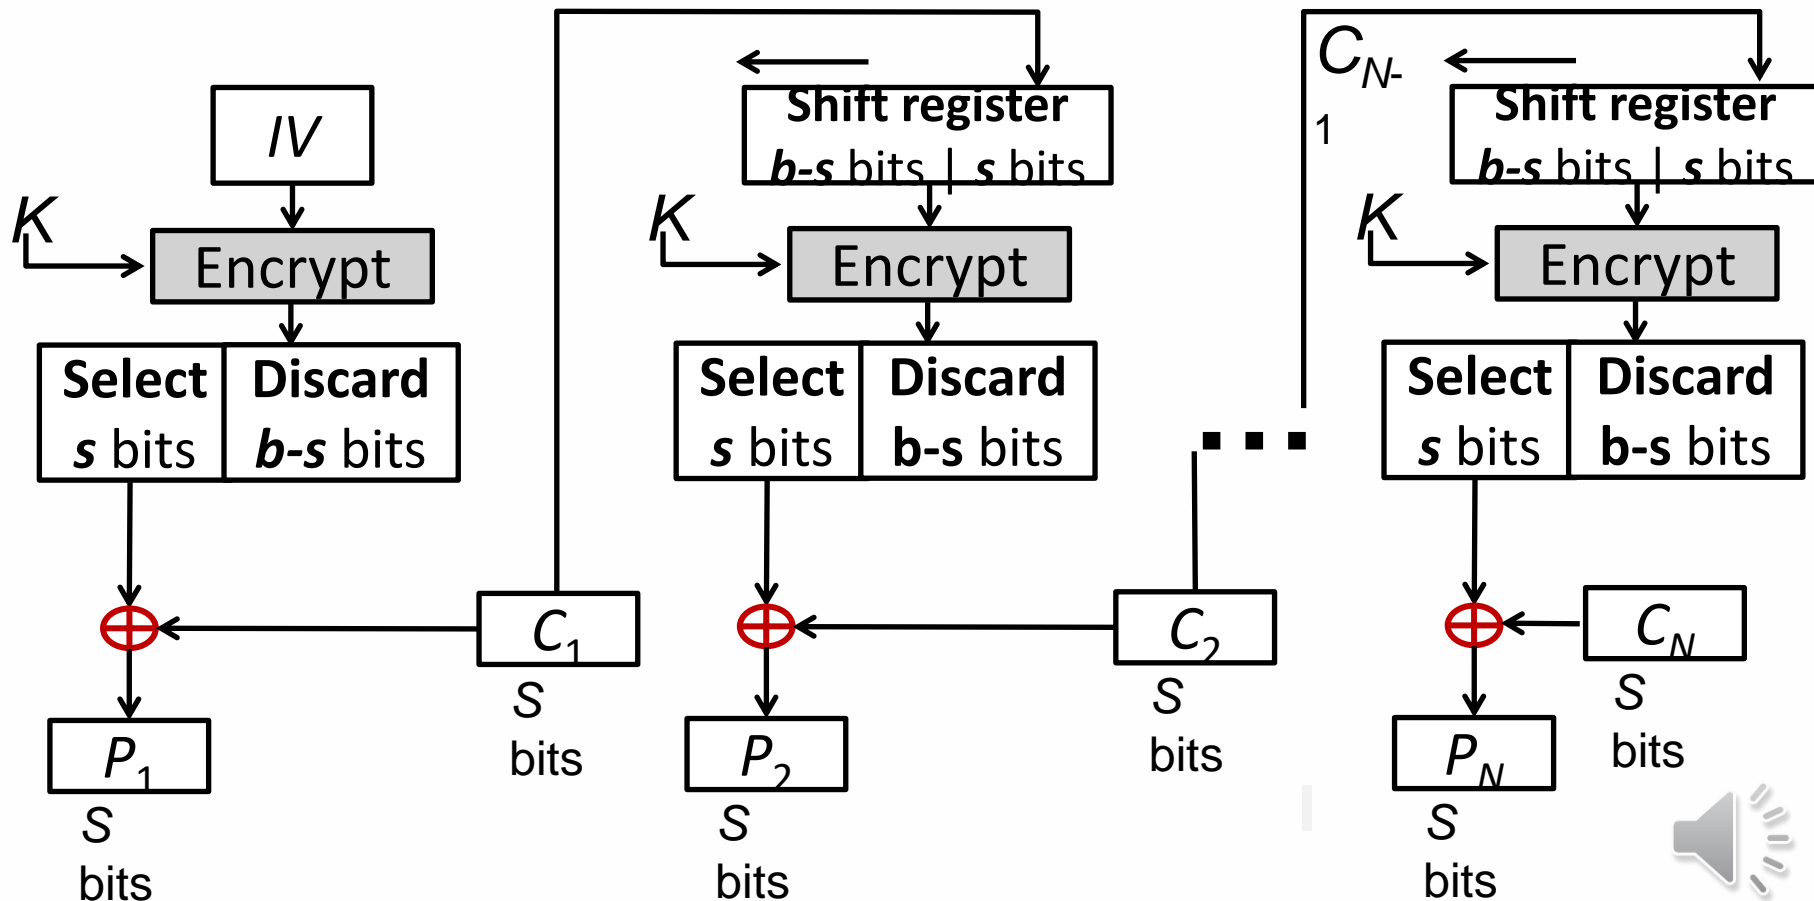 IV
K
Encrypt
Select
s bits
Discard
b-s bits
C1
S
bits
P1
S
bits
Shift register
b-s bits | s bits
K
Encrypt
Select
s bits
Discard
b-s bits
C2
S
bits
P2
S
bits
CN-
1
Shift register
b-s bits | s bits
K
Encrypt
Select
s bits
Discard
b-s bits
CN
S
bits
PN
S
bits